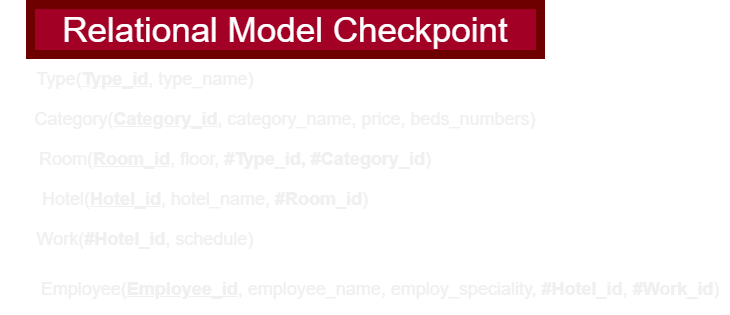 Relational Model Checkpoint
Type(Type_id, type_name)
Category(Category_id, category_name, price, beds_numbers)
Room(Room_id, floor, #Type_id, #Category_id)
Hotel(Hotel_id, hotel_name, #Room_id)
Work(#Hotel_id, schedule)
Employee(Employee_id, employee_name, employ_speciality, #Hotel_id, #Work_id)